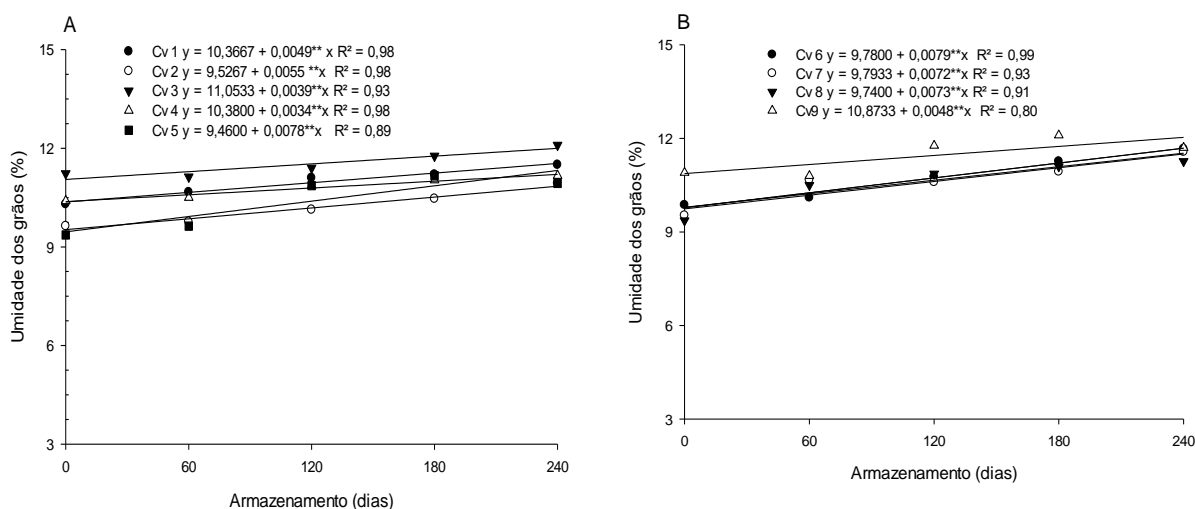 A
Cv 1 y = 10,3667 + 0,0049** x R² = 0,98
Cv 2 y = 9,5267 + 0,0055 **x R² = 0,98
Cv 3 y = 11,0533 + 0,0039**x R² = 0,93
Cv 4 y = 10,3800 + 0,0034**x R² = 0,98
Cv 5 y = 9,4600 + 0,0078**x R² = 0,89
Umidade dos grãos (%)
15
12
9
6
3
0 60 120 180 240
Armazenamento (dias)
B
Cv 6 y = 9,7800 + 0,0079**x R² = 0,99
Cv 7 y = 9,7933 + 0,0072**x R² = 0,93
Cv 8 y = 9,7400 + 0,0073**x R² = 0,91
Cv9 y = 10,8733 + 0,0048**x R² = 0,80
Umidade dos grãos (%)
15
12
9
6
3
0 60 120 180 240
Armazenamento (dias)